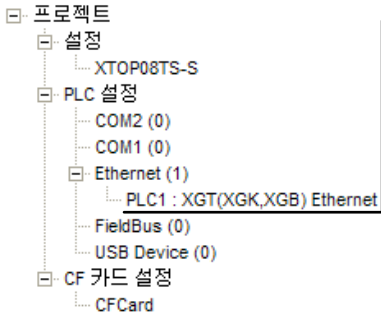 프로젝트
설정
XTOP08TS-S
PLC 설정
COM2 (0)
COM1 (0)
Ethernet (1)
PLC1 : XGT(XGK,XGB) Ethernet
FieldBus (0)
USB Device (0)
CF 카드 설정
CFCard